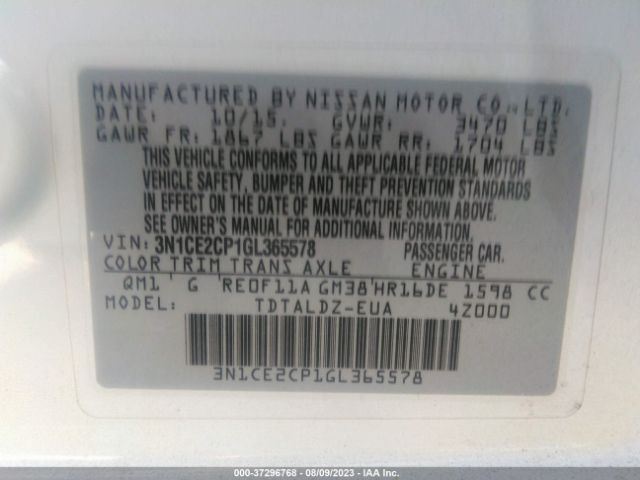 MANUFACTURED BY NISSAN MOTOR CO., LTD.
DATE: 10/15 GVWR: 3470 LBS
GAWR FR: 1867 LBS GAWR RR: 1704 LBS
THIS VEHICLE CONFORMS TO ALL APPLICABLE FEDERAL MOTOR
VEHICLE SAFETY, BUMPER AND THEFT PREVENTION STANDARDS
IN EFFECT ON THE DATE OF MANUFACTURE SHOWN ABOVE.
SEE OWNER'S MANUAL FOR ADDITIONAL INFORMATION.
VIN: 3N1CE2CP1GL365578 PASSENGER CAR.
COLOR TRIM TRANS AXLE ENGINE
QM1 G RE0F11A GM38 HR16DE 1598 CC
MODEL: TDTALDZ-EUA 4Z000
3N1CE2CP1GL365578
000-37296768 - 08/09/2023 - IAA Inc.